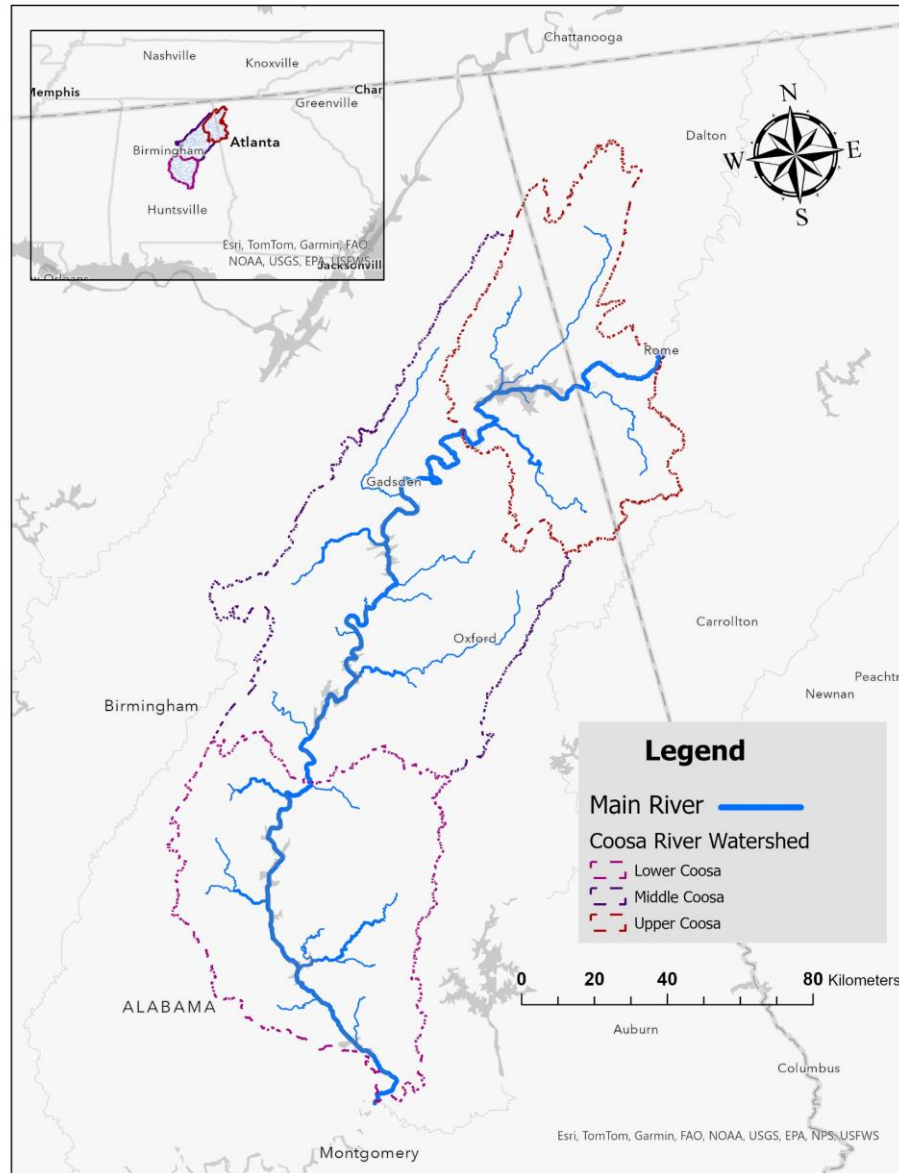 Chattanooga
Nashville
Knoxville
Memphis
Char
Greenville
Birmingham
Atlanta
Huntsville
Esri, TomTom, Garmin, FAO
NOAA, USGS, EPA, USFWS
Jacksonvill
w Orleans
N
W E
S
Dalton
Rome
Gadsden
Oxford
Carrollton
Newnan
Peachtr
Birmingham
Legend
Main River
Coosa River Watershed
Lower Coosa
Middle Coosa
Upper Coosa
0 20 40 80 Kilometers
ALABAMA
Auburn
Columbus
Montgomery
Esri, TomTom, Garmin, FAO, NOAA, USGS, EPA, NPS, USFWS